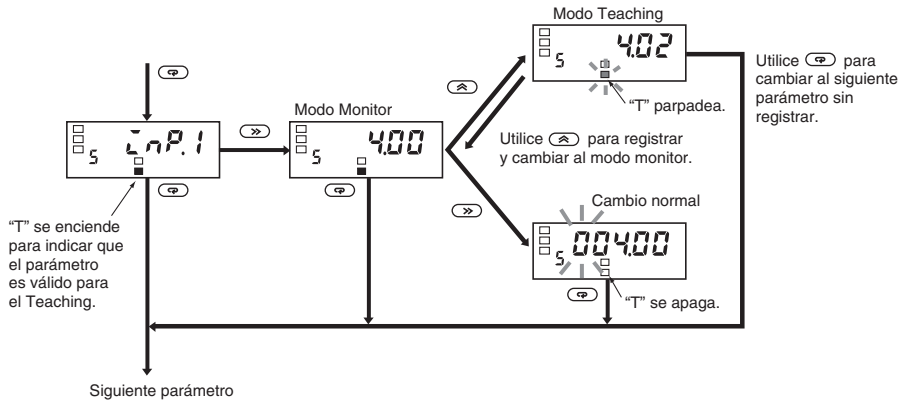 Modo Teaching
S 4.02
"T" parpadea.
Utilice para
cambiar al siguiente
parámetro sin
registrar.
Modo Monitor
S InP.1
S 4.00
Utilice para registrar
y cambiar al modo monitor.
"T" se enciende
para indicar que
el parámetro
es válido para
el Teaching.
Cambio normal
S 004.00
"T" se apaga.
Siguiente parámetro